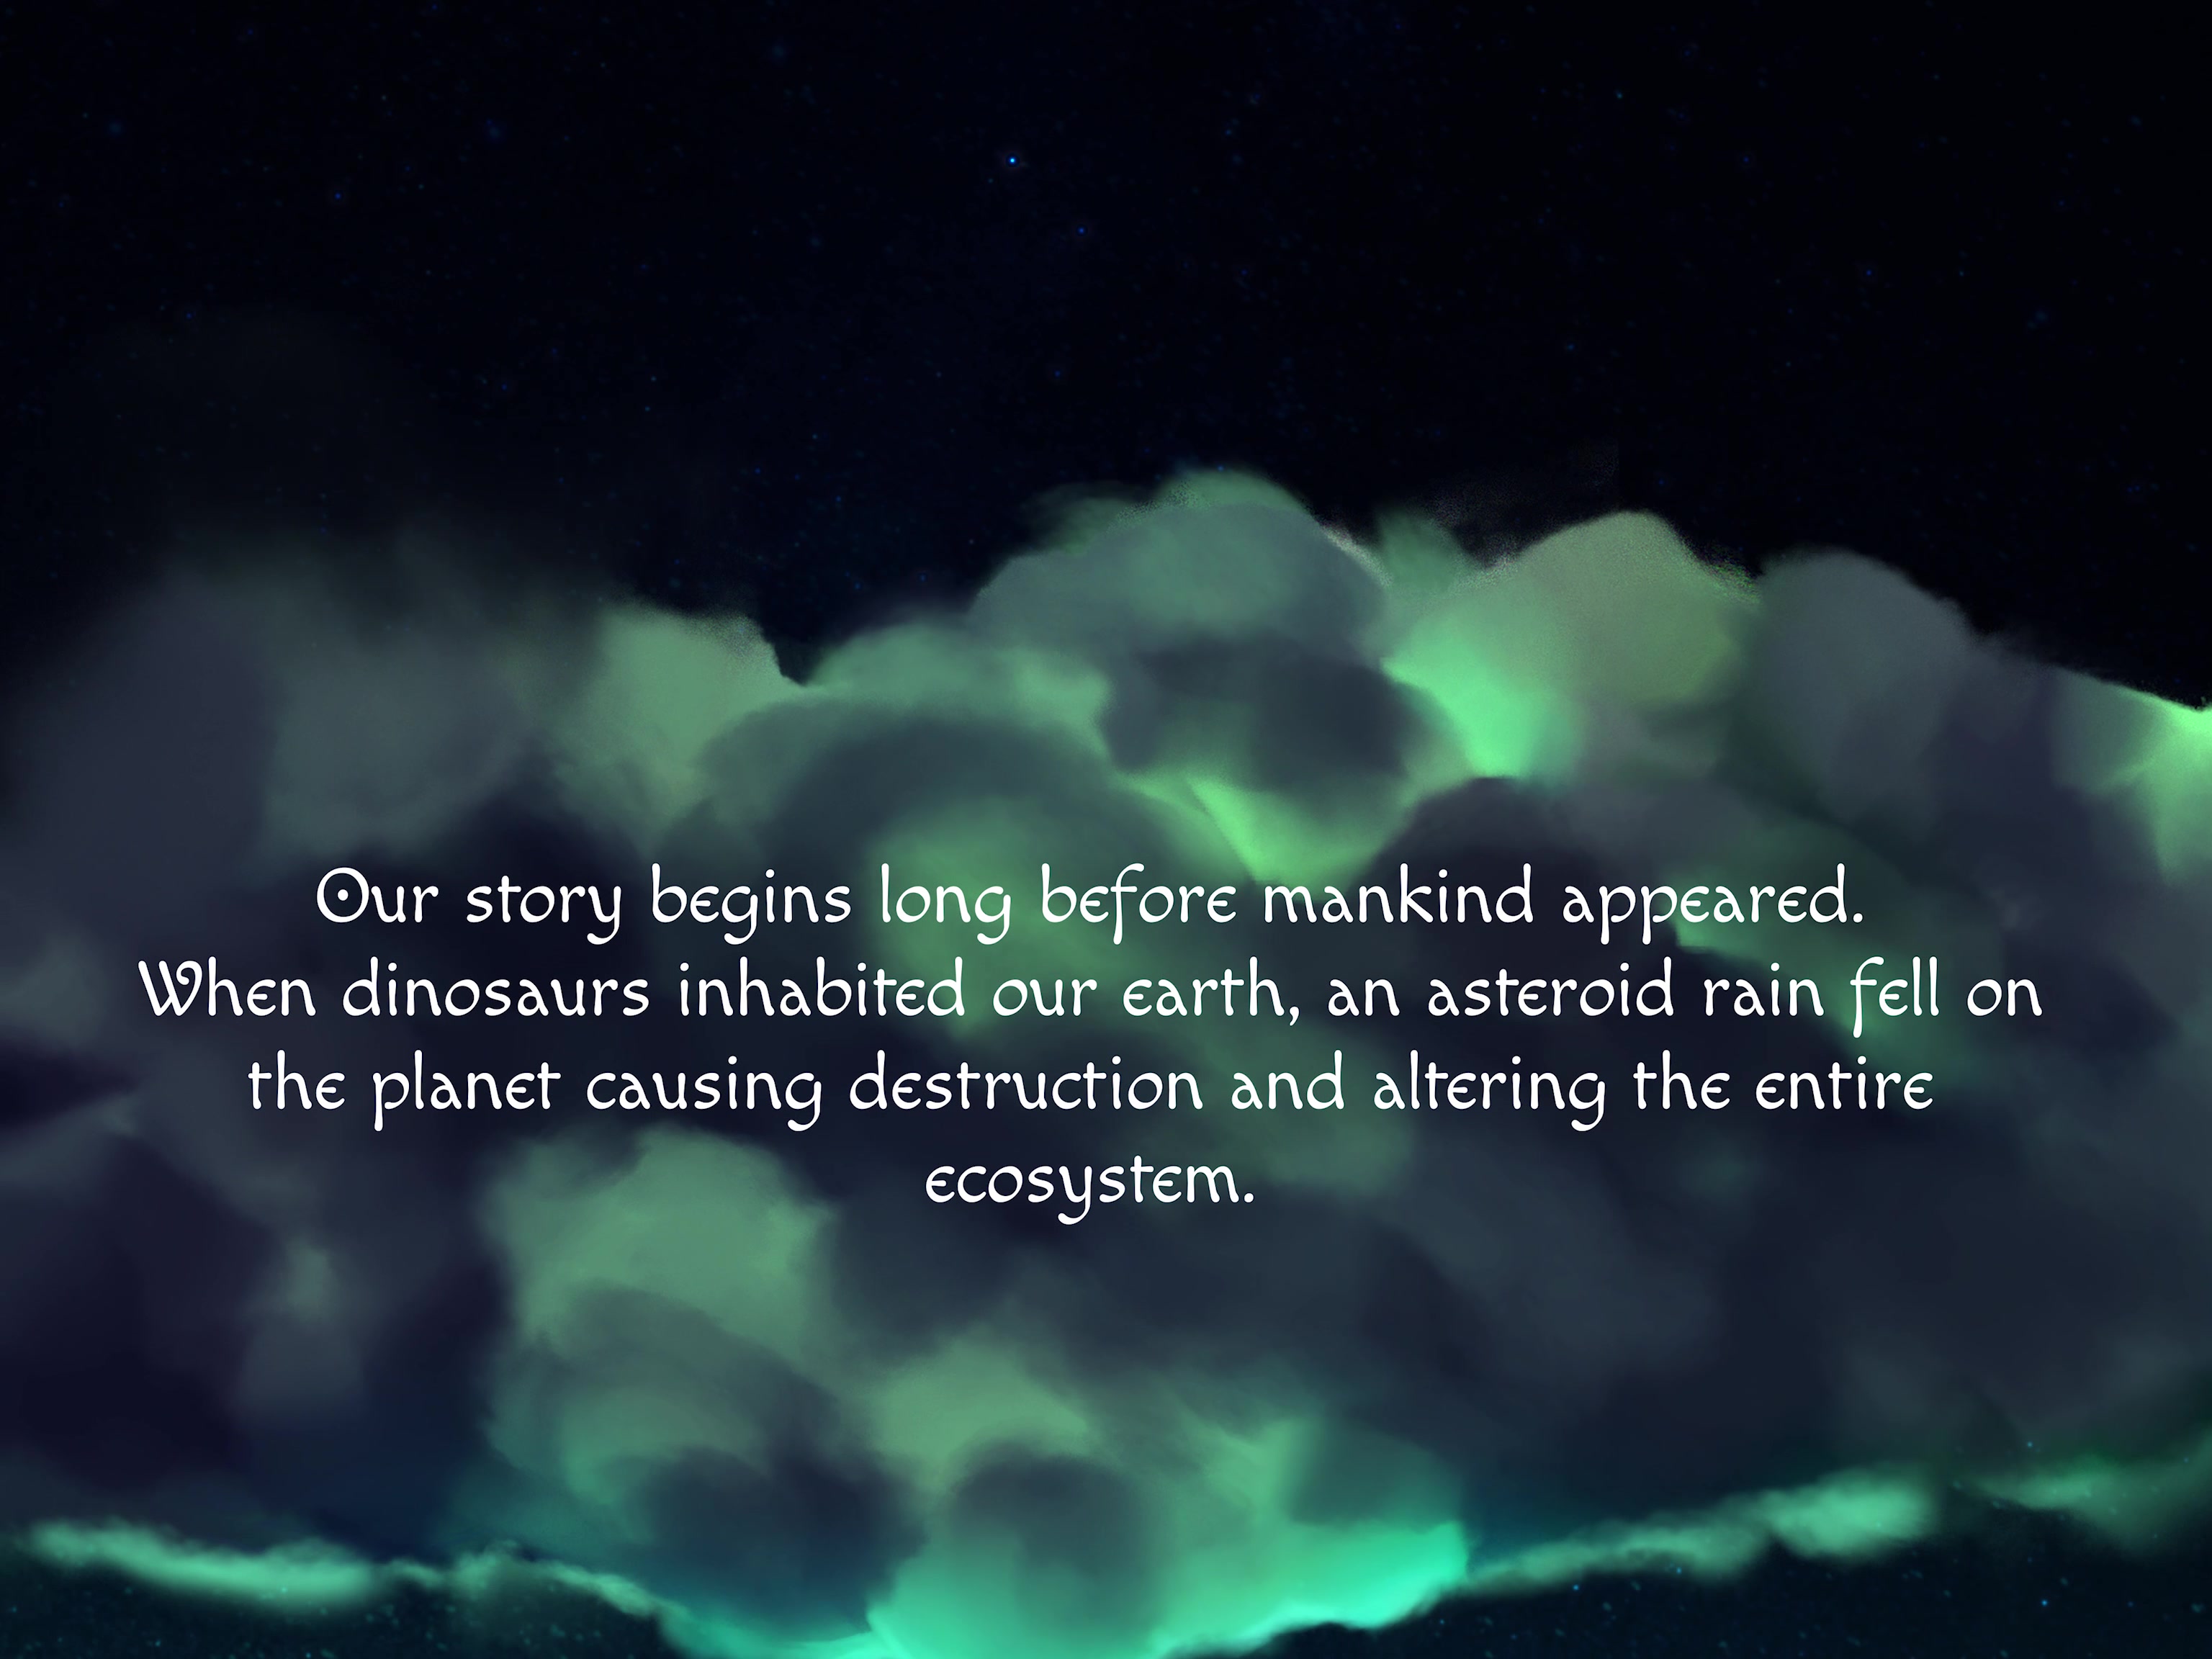 Our story begins long before mankind appeared.
When dinosaurs inhabited our earth, an asteroid rain fell on
the planet causing destruction and altering the entire
ecosystem.